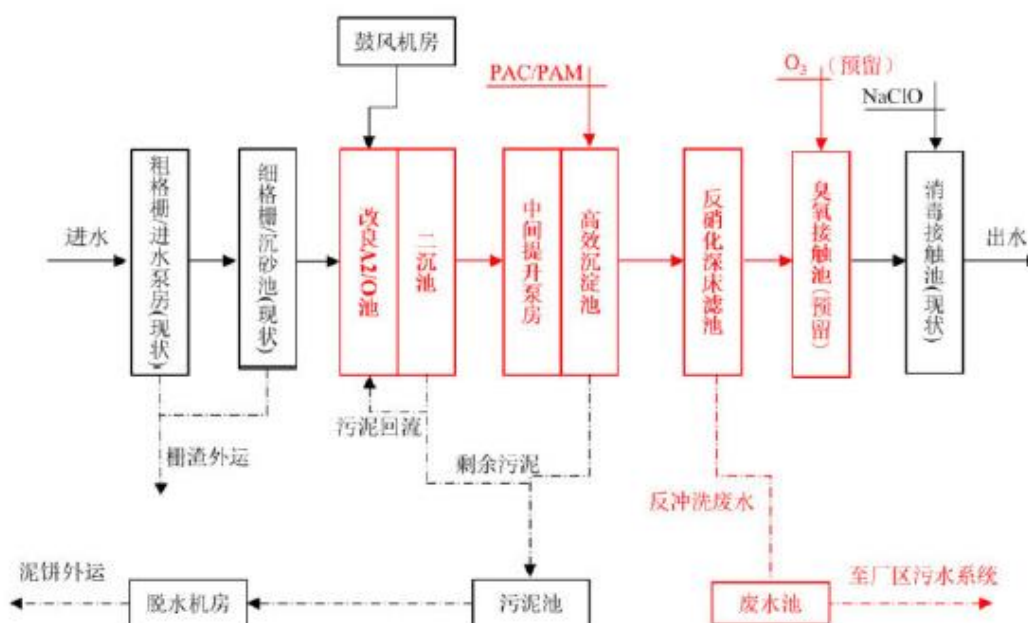 鼓风机房
PAC/PAM
O₃（预留）
NaClO
进水
粗格栅/进水泵房(现状)
细格栅/沉砂池(现状)
改良A2/O池
二沉池
中间提升泵房
高效沉淀池
反硝化深床滤池
臭氧接触池(预留)
消毒接触池(现状)
出水
污泥回流
栅渣外运
剩余污泥
反冲洗废水
泥饼外运
脱水机房
污泥池
废水池
至厂区污水系统